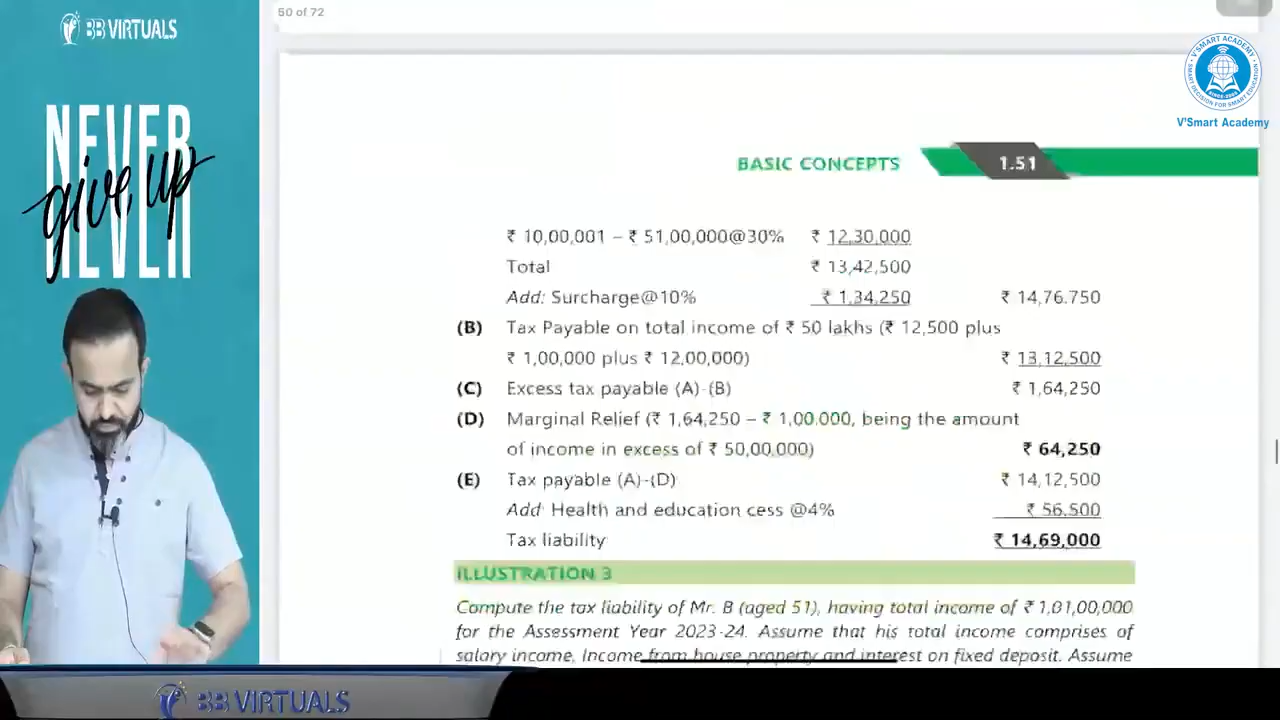 50 of 72
BB VIRTUALS
V'SMART ACADEMY
SMART DECISION FOR SMART EDUCATION
V'Smart Academy
NEVER
give up
NEVER
BASIC CONCEPTS 1.51
₹ 10,00,001 – ₹ 51,00,000@30% ₹ 12,30,000
Total ₹ 13,42,500
Add: Surcharge@10% ₹ 1,34,250 ₹ 14,76,750
(B) Tax Payable on total income of ₹ 50 lakhs (₹ 12,500 plus
₹ 1,00,000 plus ₹ 12,00,000) ₹ 13,12,500
(C) Excess tax payable (A)-(B) ₹ 1,64,250
(D) Marginal Relief (₹ 1,64,250 – ₹ 1,00,000, being the amount
of income in excess of ₹ 50,00,000) ₹ 64,250
(E) Tax payable (A)-(D) ₹ 14,12,500
Add: Health and education cess @4% ₹ 56,500
Tax liability ₹ 14,69,000
ILLUSTRATION 3
Compute the tax liability of Mr. B (aged 51), having total income of ₹ 1,01,00,000
for the Assessment Year 2023-24. Assume that his total income comprises of
salary income, Income from house property and interest on fixed deposit. Assume
BB VIRTUALS